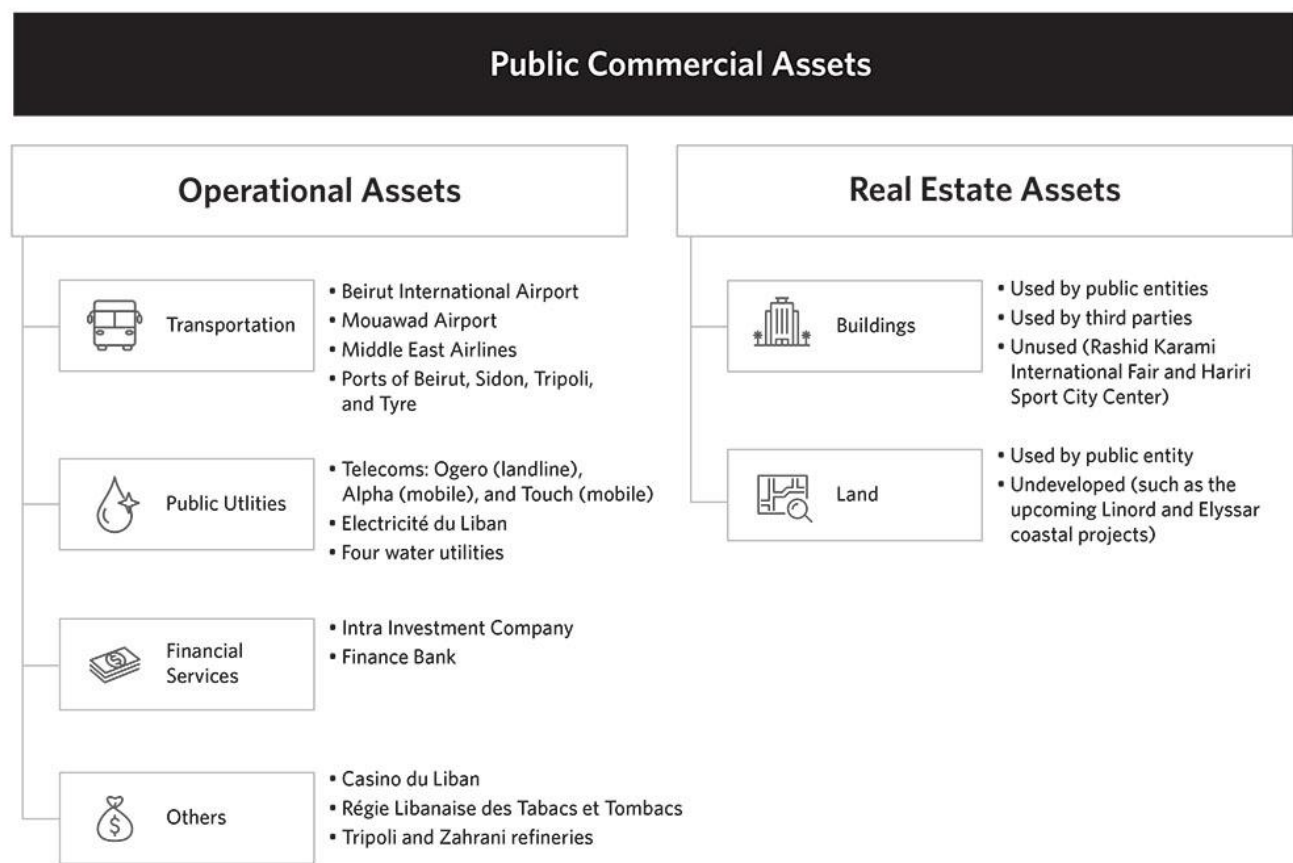 Public Commercial Assets
Operational Assets
Transportation
• Beirut International Airport
• Mouawad Airport
• Middle East Airlines
• Ports of Beirut, Sidon, Tripoli,
and Tyre
Public Utlities
• Telecoms: Ogero (landline),
Alpha (mobile), and Touch (mobile)
• Electricité du Liban
• Four water utilities
Financial
Services
• Intra Investment Company
• Finance Bank
Others
• Casino du Liban
• Régie Libanaise des Tabacs et Tombacs
• Tripoli and Zahrani refineries
Real Estate Assets
Buildings
• Used by public entities
• Used by third parties
• Unused (Rashid Karami
International Fair and Hariri
Sport City Center)
Land
• Used by public entity
• Undeveloped (such as the
upcoming Linord and Elyssar
coastal projects)